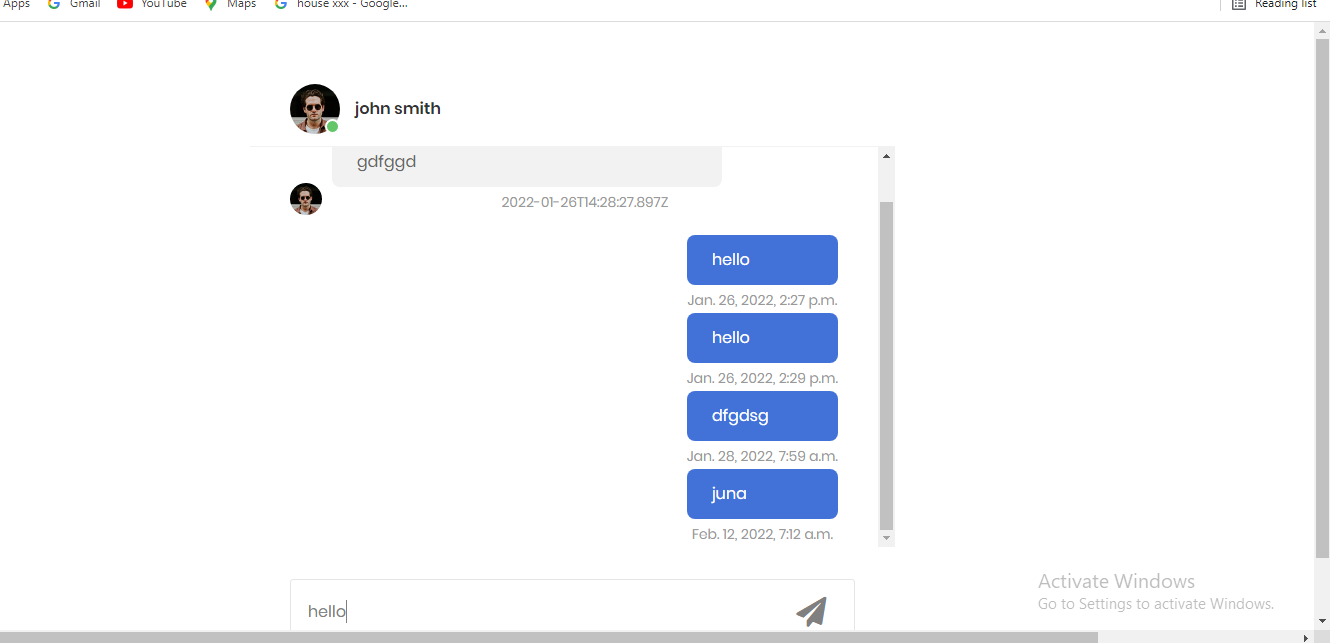 Apps Gmail YouTube Maps house xxx - Google... Reading list
john smith
gdfggd
2022-01-26T14:28:27.897Z
hello
Jan. 26, 2022, 2:27 p.m.
hello
Jan. 26, 2022, 2:29 p.m.
dfgdsg
Jan. 28, 2022, 7:59 a.m.
juna
Feb. 12, 2022, 7:12 a.m.
Activate Windows
Go to Settings to activate Windows.
hello